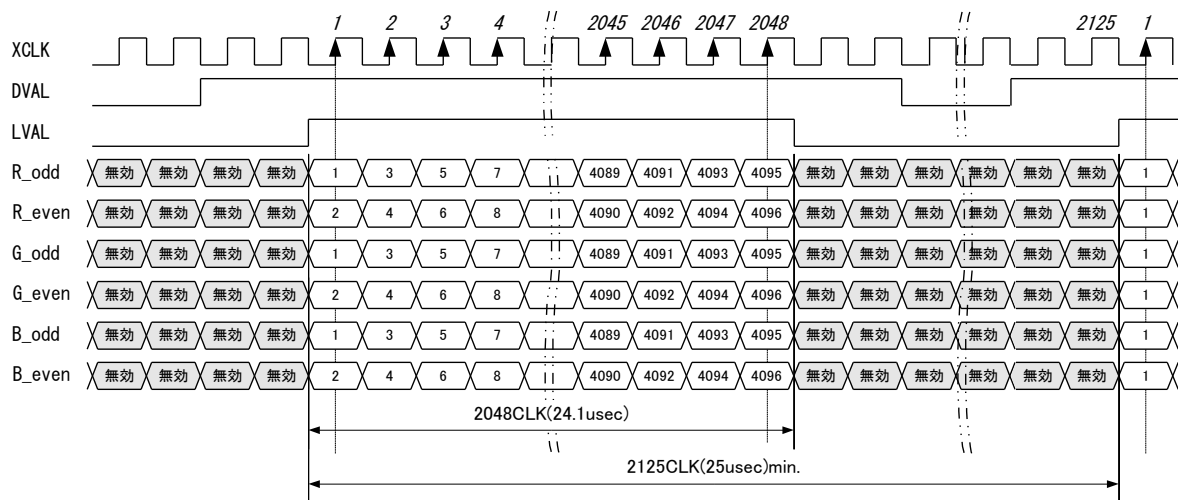 1 2 3 4 2045 2046 2047 2048 2125 1
XCLK
DVAL
LVAL
R_odd 無効 無効 無効 無効 1 3 5 7 4089 4091 4093 4095 無効 無効 無効 無効 無効 無効 1
R_even 無効 無効 無効 無効 2 4 6 8 4090 4092 4094 4096 無効 無効 無効 無効 無効 無効 1
G_odd 無効 無効 無効 無効 1 3 5 7 4089 4091 4093 4095 無効 無効 無効 無効 無効 無効 1
G_even 無効 無効 無効 無効 2 4 6 8 4090 4092 4094 4096 無効 無効 無効 無効 無効 無効 1
B_odd 無効 無効 無効 無効 1 3 5 7 4089 4091 4093 4095 無効 無効 無効 無効 無効 無効 1
B_even 無効 無効 無効 無効 2 4 6 8 4090 4092 4094 4096 無効 無効 無効 無効 無効 無効 1
2048CLK(24.1usec)
2125CLK(25usec)min.